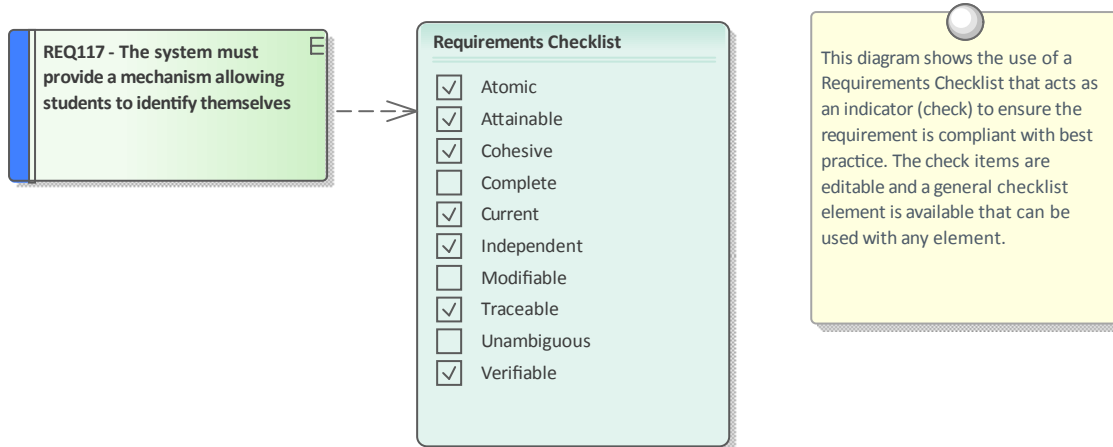 REQ117 - The system must
provide a mechanism allowing
students to identify themselves
E
Requirements Checklist
Atomic
Attainable
Cohesive
Complete
Current
Independent
Modifiable
Traceable
Unambiguous
Verifiable
This diagram shows the use of a
Requirements Checklist that acts as
an indicator (check) to ensure the
requirement is compliant with best
practice. The check items are
editable and a general checklist
element is available that can be
used with any element.